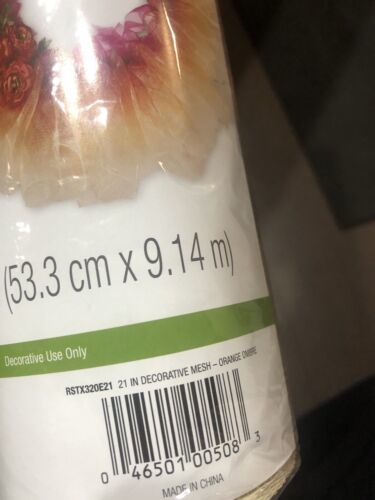 (53.3 cm x 9.14 m)
Decorative Use Only
RSTX320E21 21 IN DECORATIVE MESH – ORANGE OMBRE
0 46501 00508 3
MADE IN CHINA